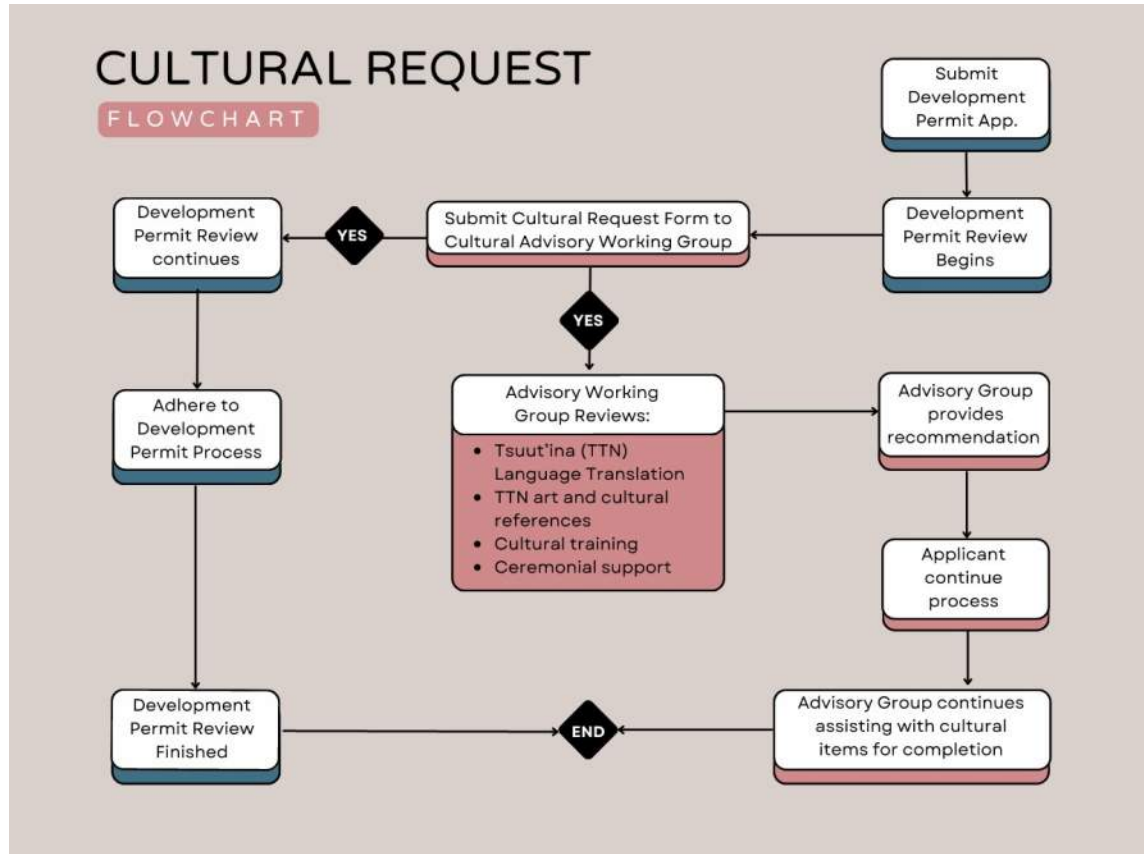 CULTURAL REQUEST
FLOWCHART
Submit
Development
Permit App.
Development
Permit Review
Begins
Submit Cultural Request Form to
Cultural Advisory Working Group
YES
Development
Permit Review
continues
Adhere to
Development
Permit Process
Development
Permit Review
Finished
YES
Advisory Working
Group Reviews:
• Tsuut’ina (TTN)
Language Translation
• TTN art and cultural
references
• Cultural training
• Ceremonial support
Advisory Group
provides
recommendation
Applicant
continue
process
Advisory Group continues
assisting with cultural
items for completion
END